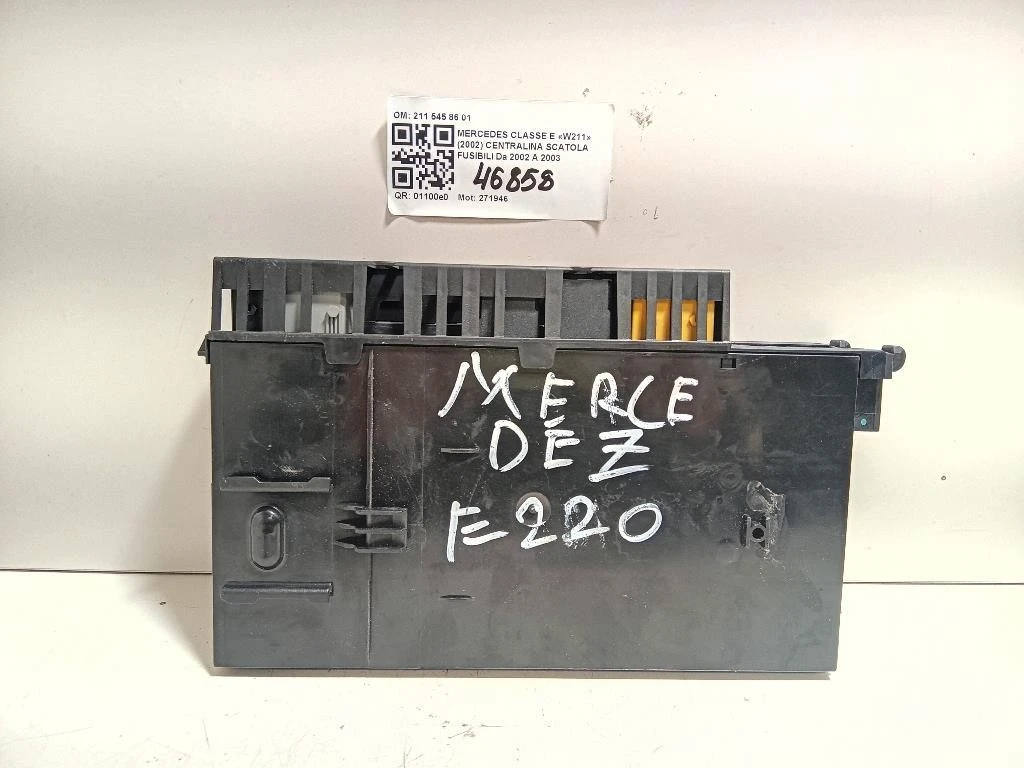 OM: 211 545 86 01
MERCEDES CLASSE E «W211»
(2002) CENTRALINA SCATOLA
FUSIBILI Da 2002 A 2003
46858
QR: 01100e0 Mot: 271946
MERCE
DEZ
E220